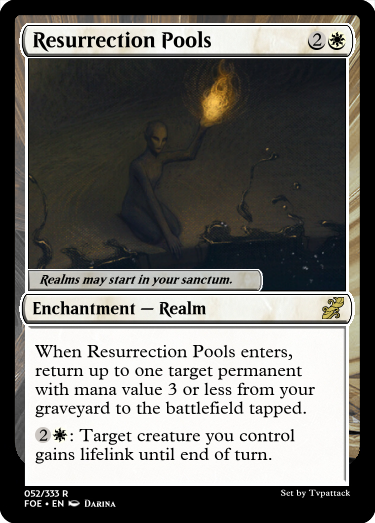 Resurrection Pools 2
Realms may start in your sanctum.
Enchantment — Realm
When Resurrection Pools enters,
return up to one target permanent
with mana value 3 or less from your
graveyard to the battlefield tapped.
2 : Target creature you control
gains lifelink until end of turn.
052/333 R
FOE • EN Darina
Set by Tvpattack